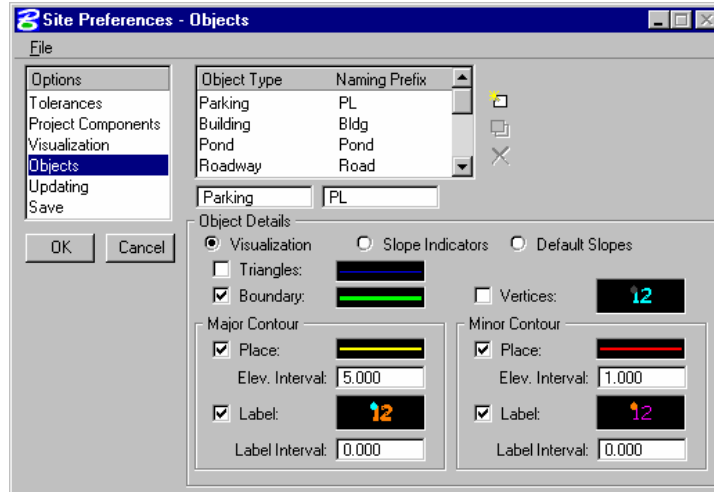 Site Preferences - Objects
File
Options
Tolerances
Project Components
Visualization
Objects
Updating
Save
OK Cancel
Object Type Naming Prefix
Parking PL
Building Bldg
Pond Pond
Roadway Road
Parking PL
Object Details
Visualization Slope Indicators Default Slopes
Triangles:
Boundary: Vertices: 12
Major Contour
Place:
Elev. Interval: 5.000
Label: 12
Label Interval: 0.000
Minor Contour
Place:
Elev. Interval: 1.000
Label: 12
Label Interval: 0.000